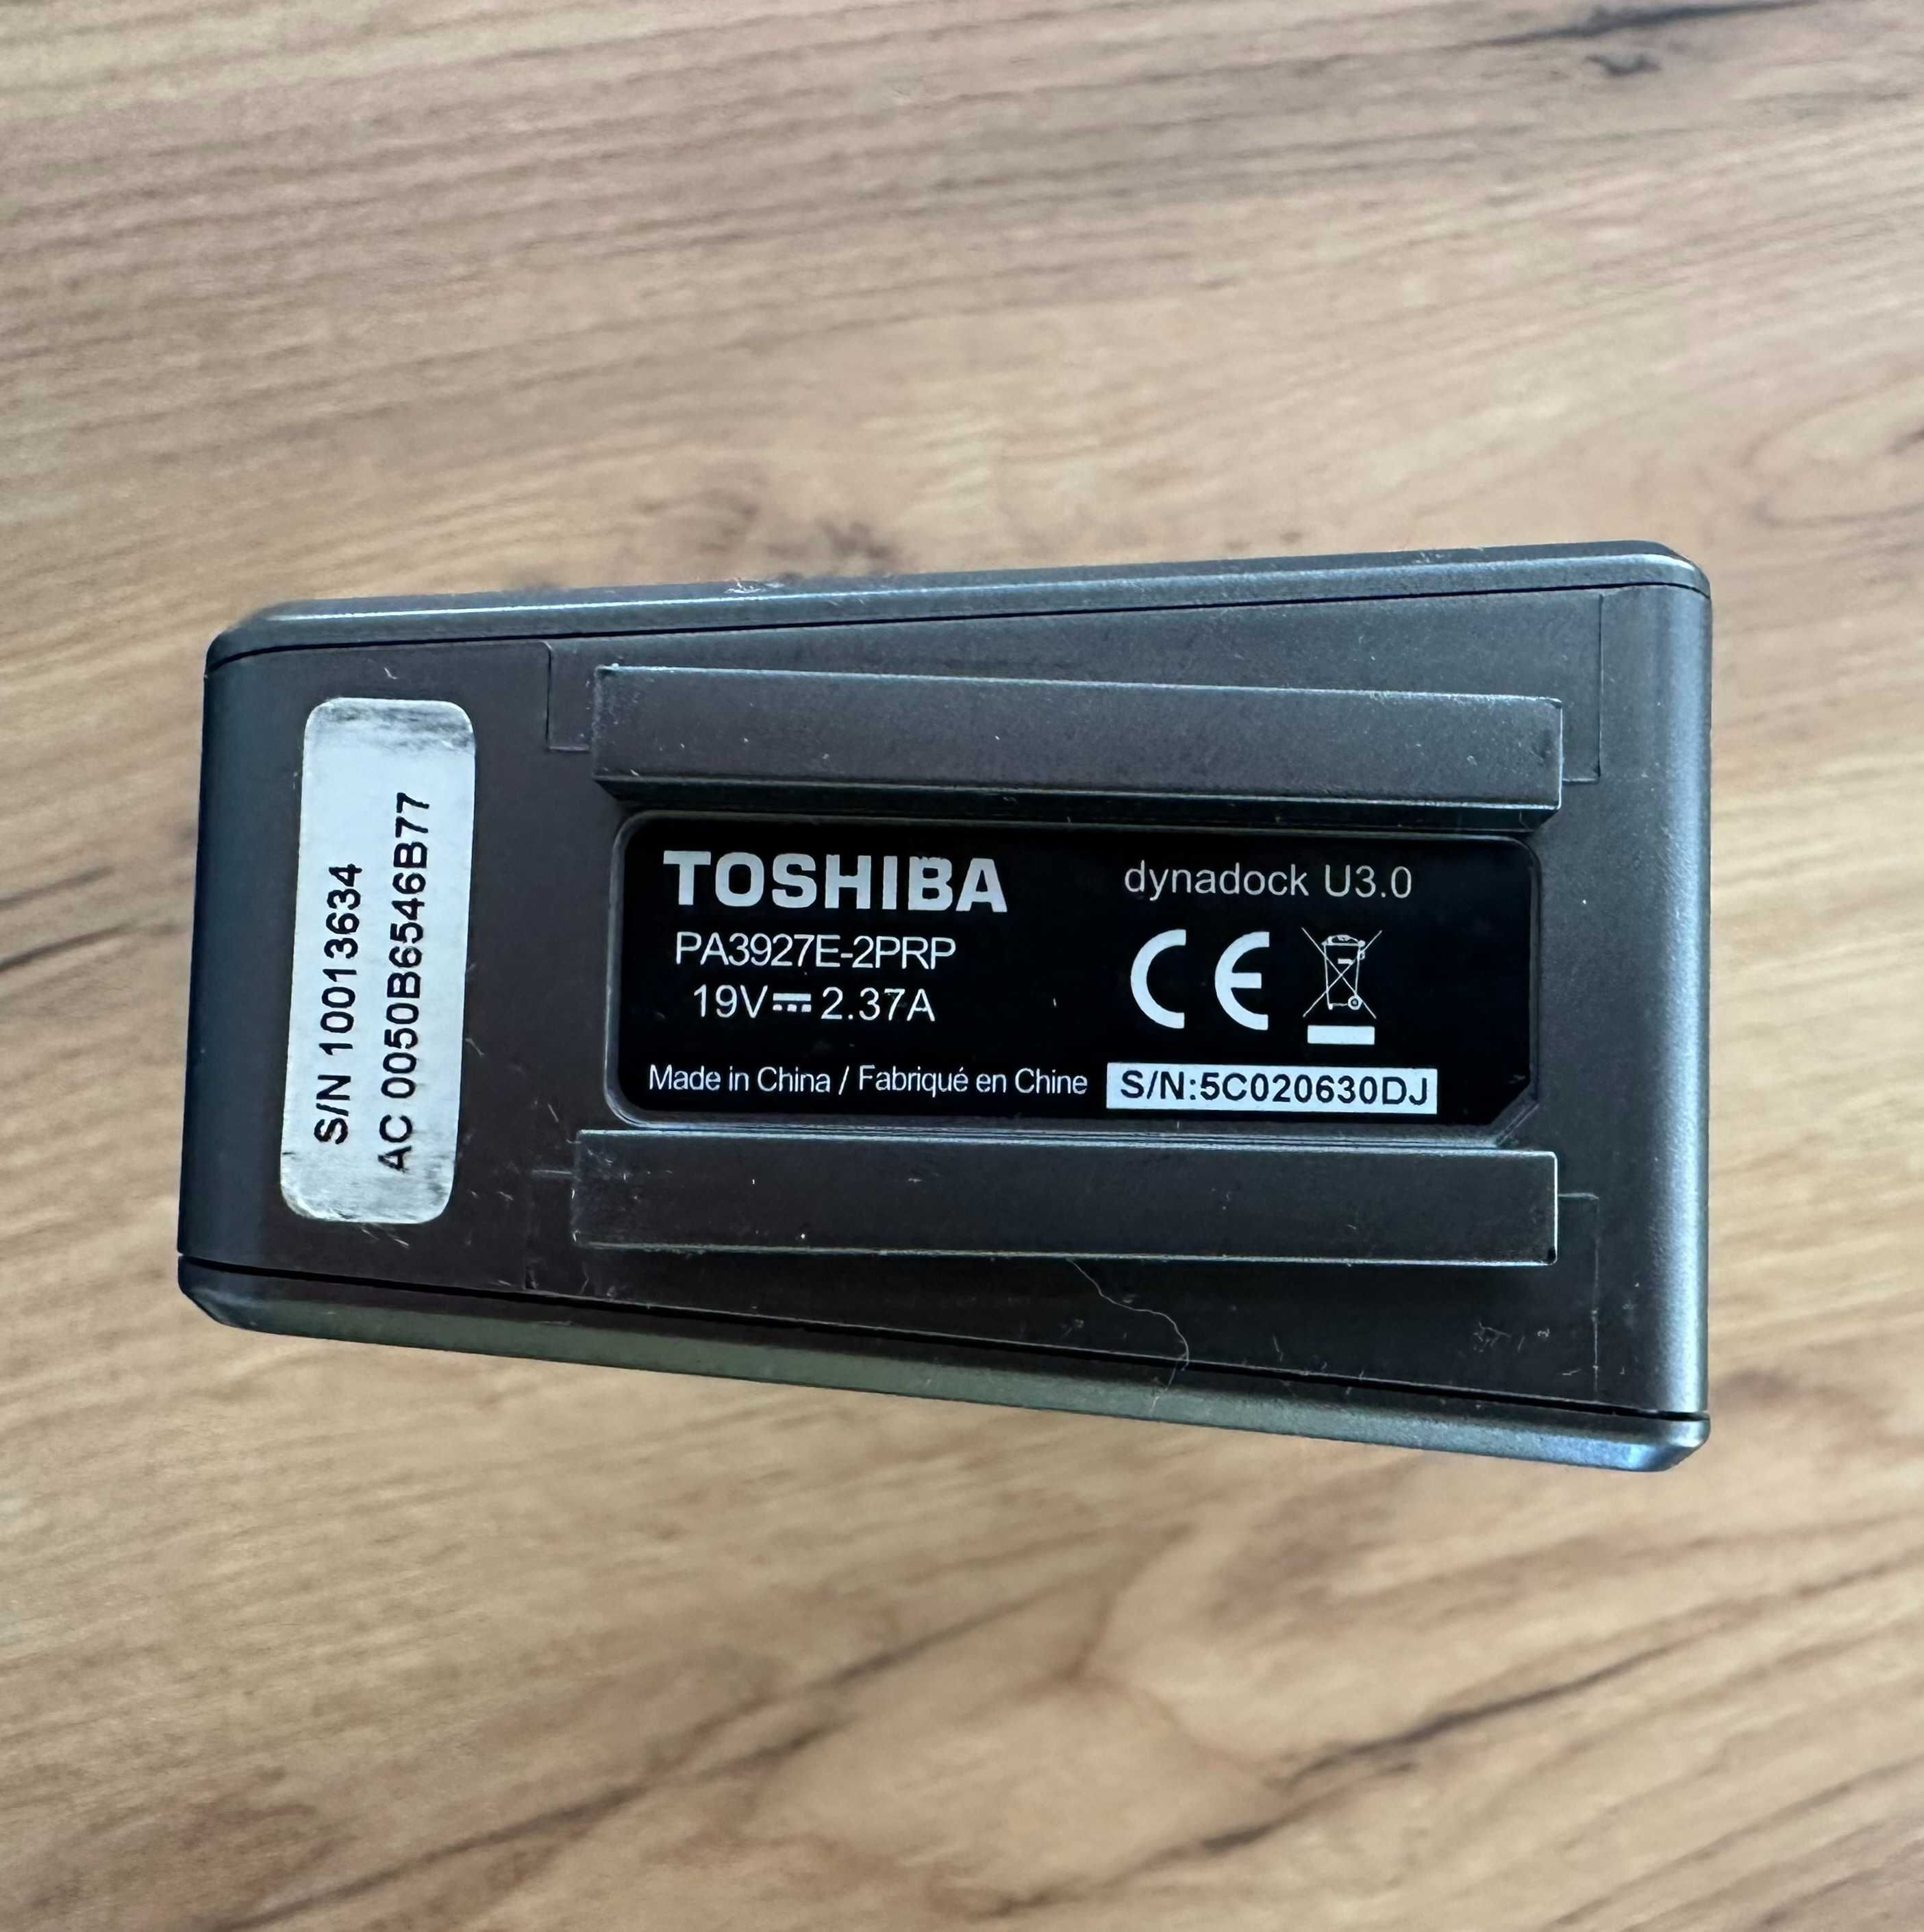 S/N 10013634
AC 0050B6546B77
TOSHIBA
dynadock U3.0
PA3927E-2PRP
CE
19V⎓2.37A
Made in China / Fabriqué en Chine
S/N:5C020630DJ